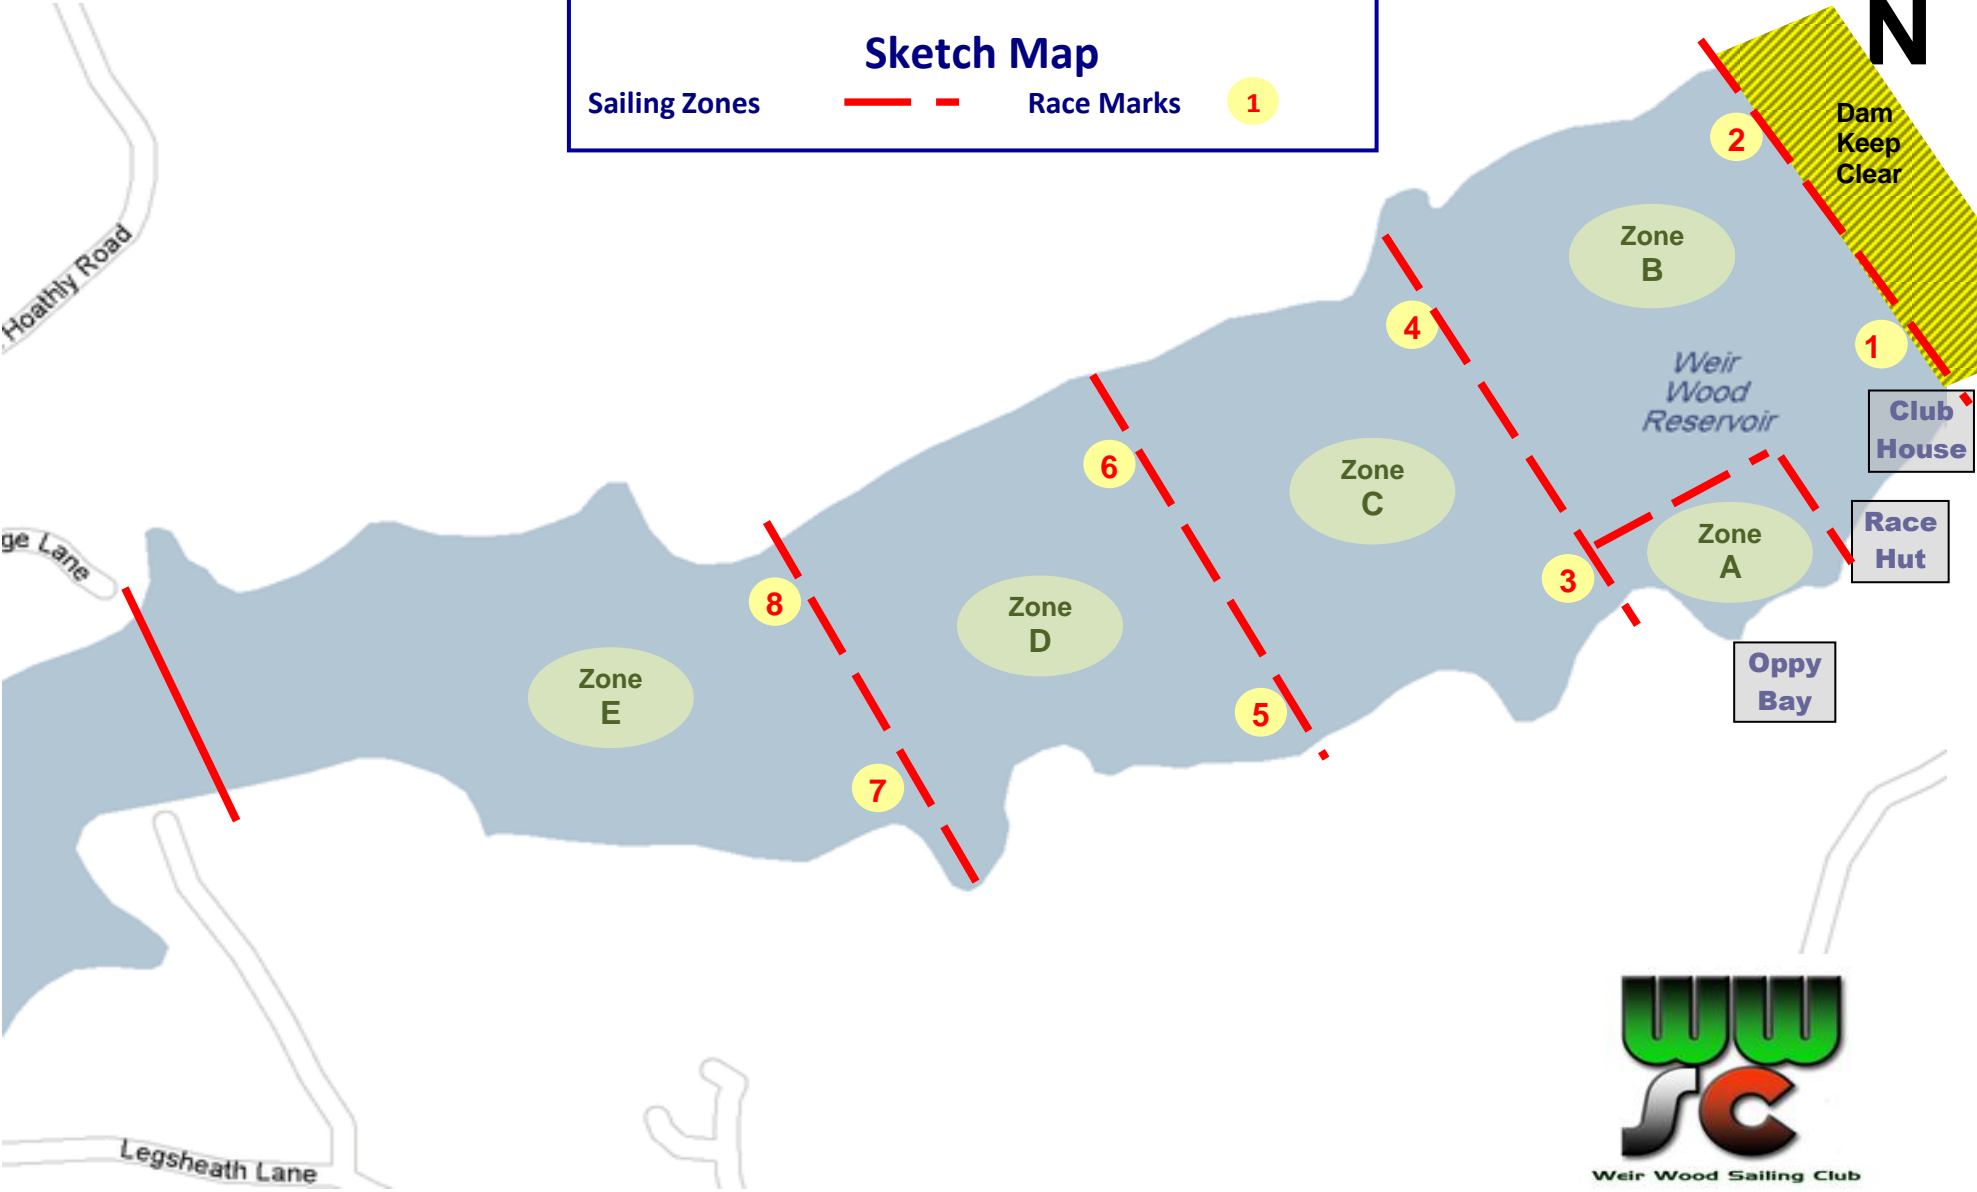 Sketch Map
Sailing Zones
Race Marks
1
N
Dam
Keep
Clear
2
Zone
B
4
1
Weir
Wood
Reservoir
Club
House
6
Zone
C
Race
Hut
Zone
A
3
8
Zone
D
Zone
E
5
7
Oppy
Bay
Hoathly Road
ge Lane
Legsheath Lane
WW
SC
Weir Wood Sailing Club